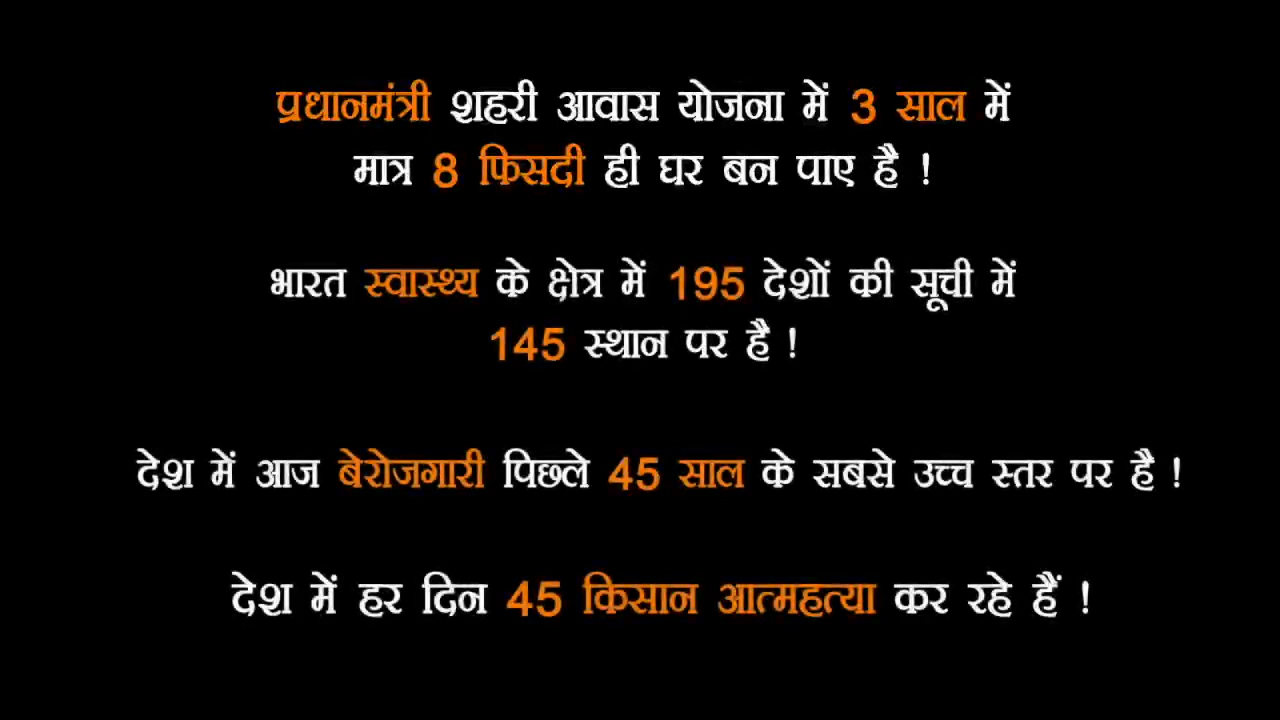 प्रधानमंत्री शहरी आवास योजना में 3 साल में
मात्र 8 फिसदी ही घर बन पाए है !
भारत स्वास्थ्य के क्षेत्र में 195 देशों की सूची में
145 स्थान पर है !
देश में आज बेरोजगारी पिछले 45 साल के सबसे उच्च स्तर पर है !
देश में हर दिन 45 किसान आत्महत्या कर रहे हैं !